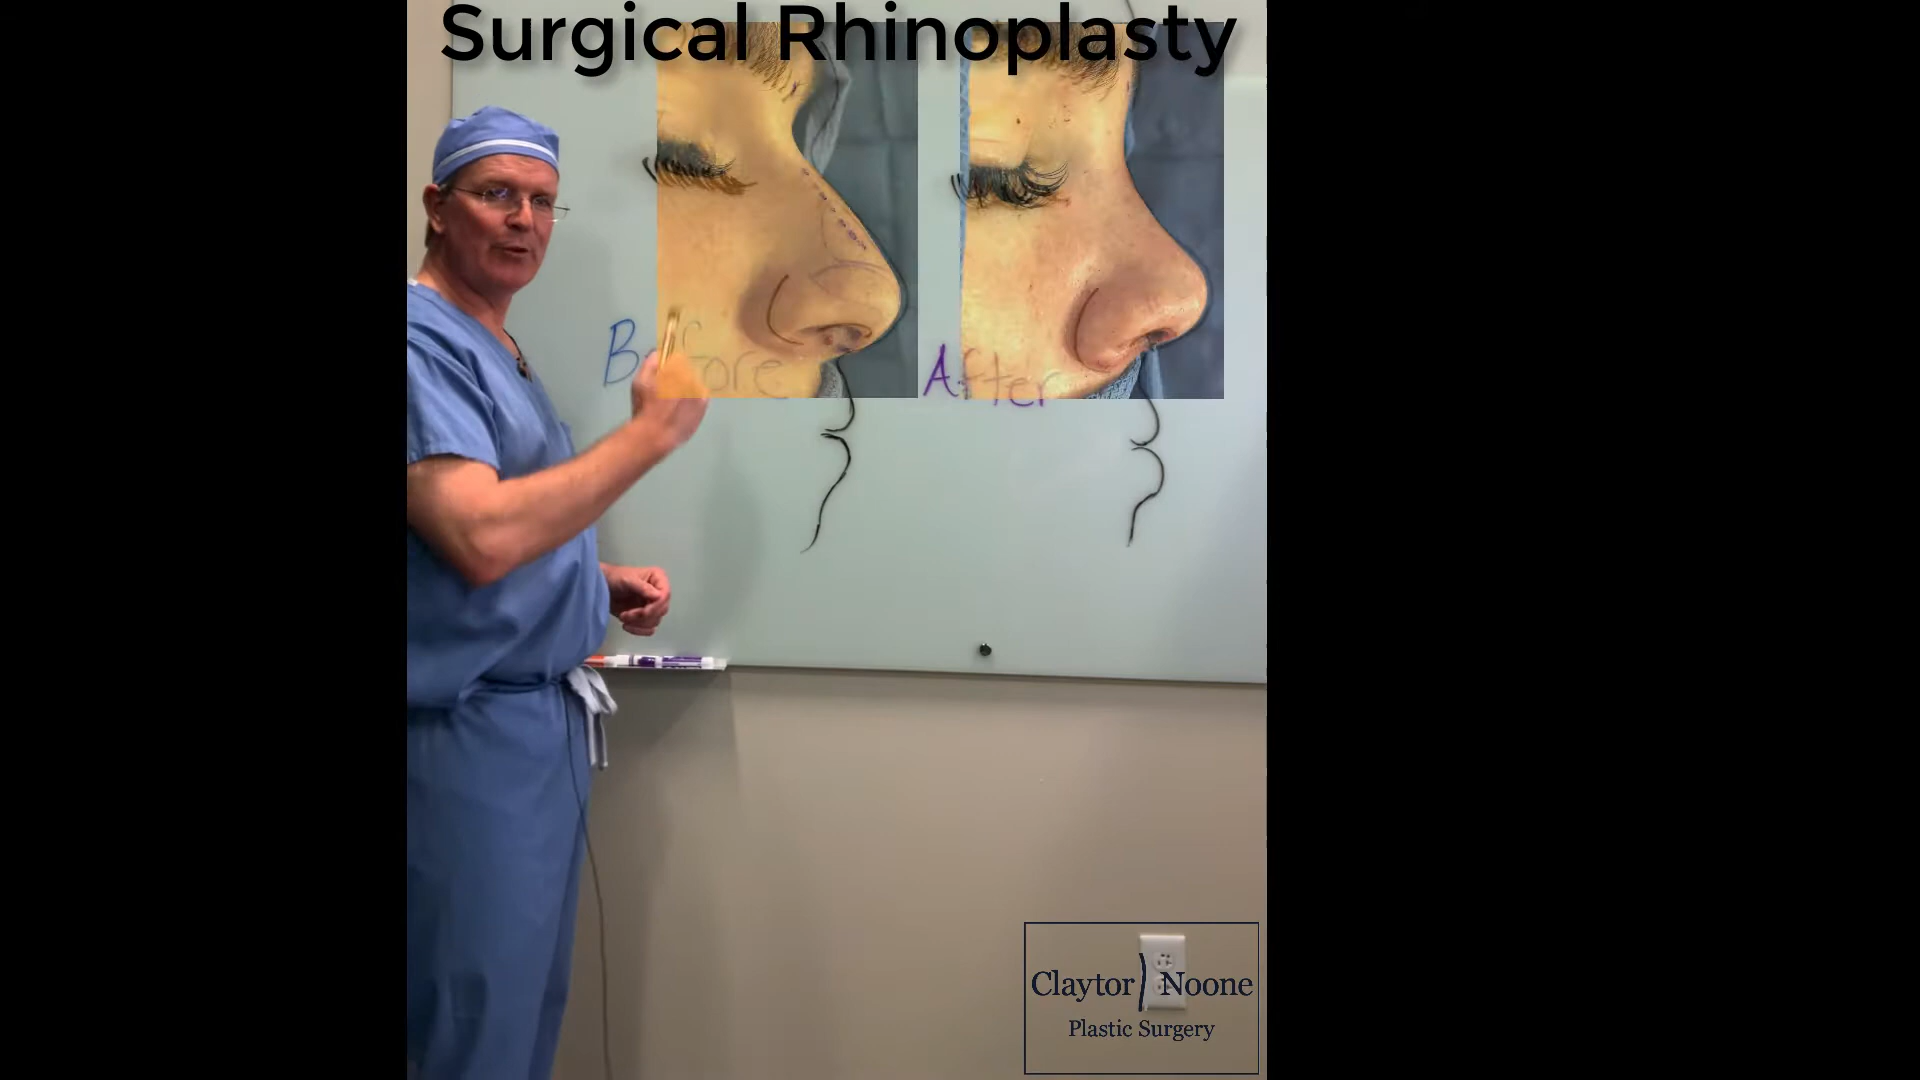 Surgical Rhinoplasty
Before
After
Claytor Noone
Plastic Surgery